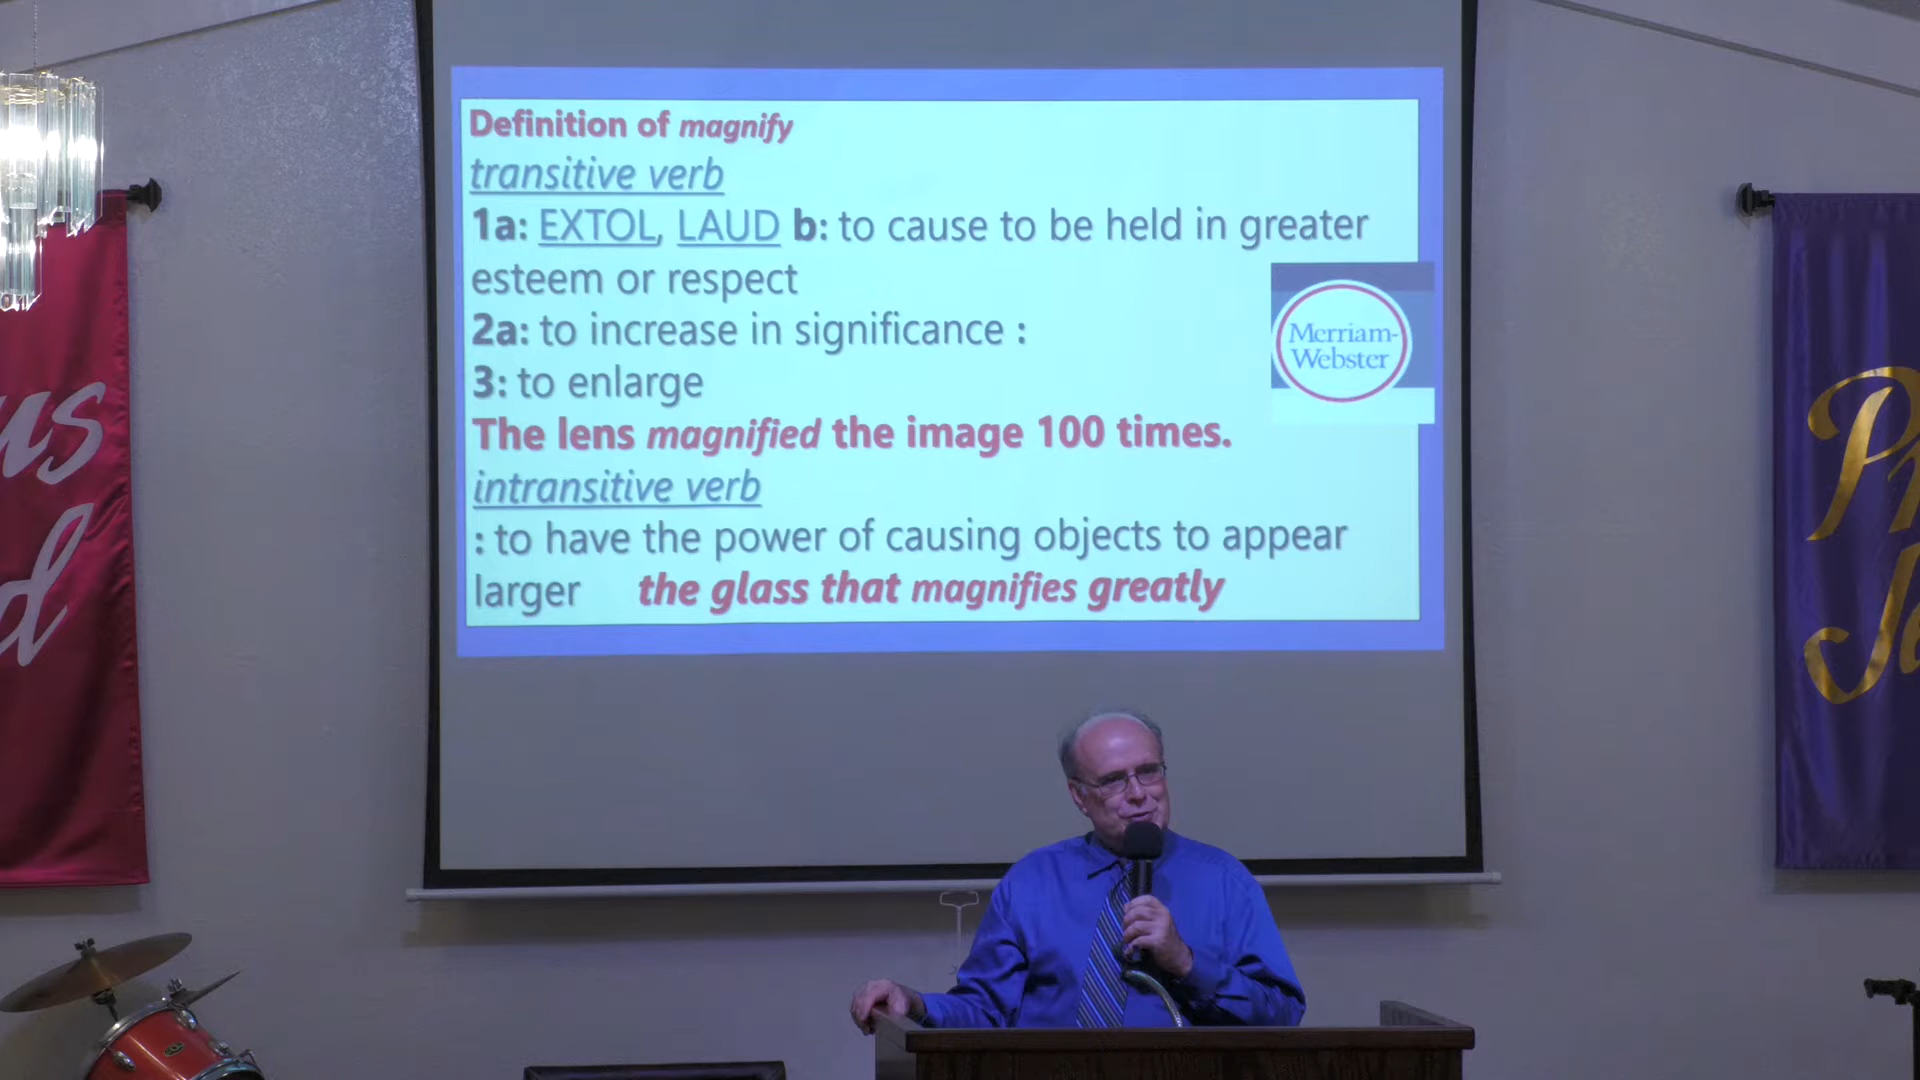 Definition of magnify
transitive verb
1a: EXTOL, LAUD b: to cause to be held in greater
esteem or respect
2a: to increase in significance :
3: to enlarge
The lens magnified the image 100 times.
intransitive verb
: to have the power of causing objects to appear
larger the glass that magnifies greatly
Merriam-
Webster